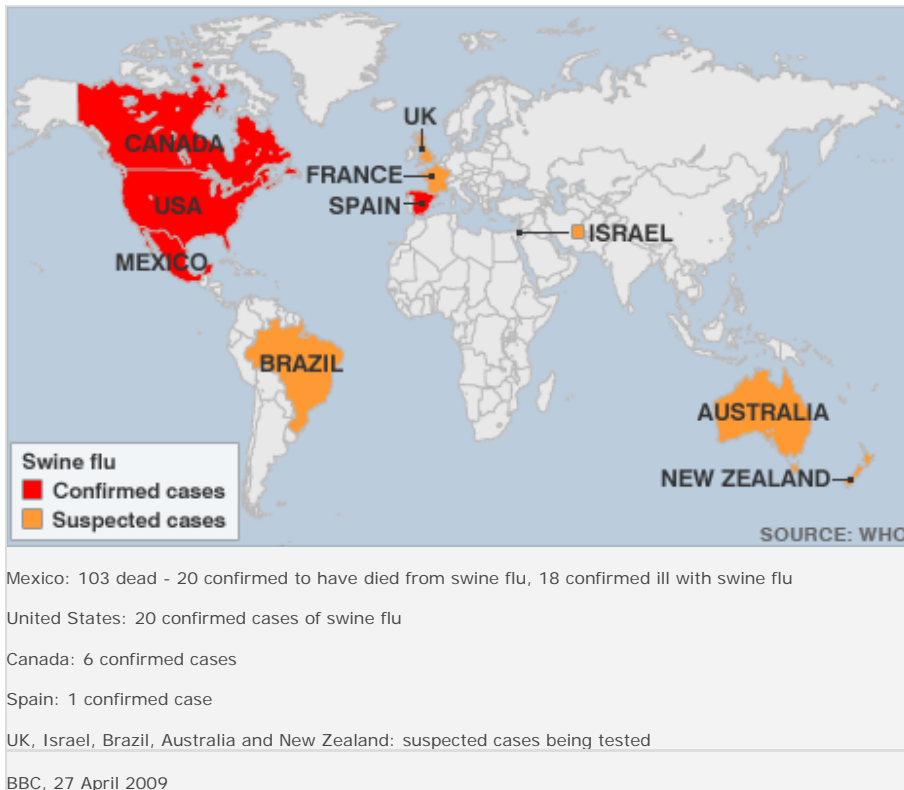 UK
CANADA
FRANCE
USA
SPAIN
ISRAEL
MEXICO
BRAZIL
AUSTRALIA
NEW ZEALAND
Swine flu
Confirmed cases
Suspected cases
SOURCE: WHO
Mexico: 103 dead - 20 confirmed to have died from swine flu, 18 confirmed ill with swine flu
United States: 20 confirmed cases of swine flu
Canada: 6 confirmed cases
Spain: 1 confirmed case
UK, Israel, Brazil, Australia and New Zealand: suspected cases being tested
BBC, 27 April 2009